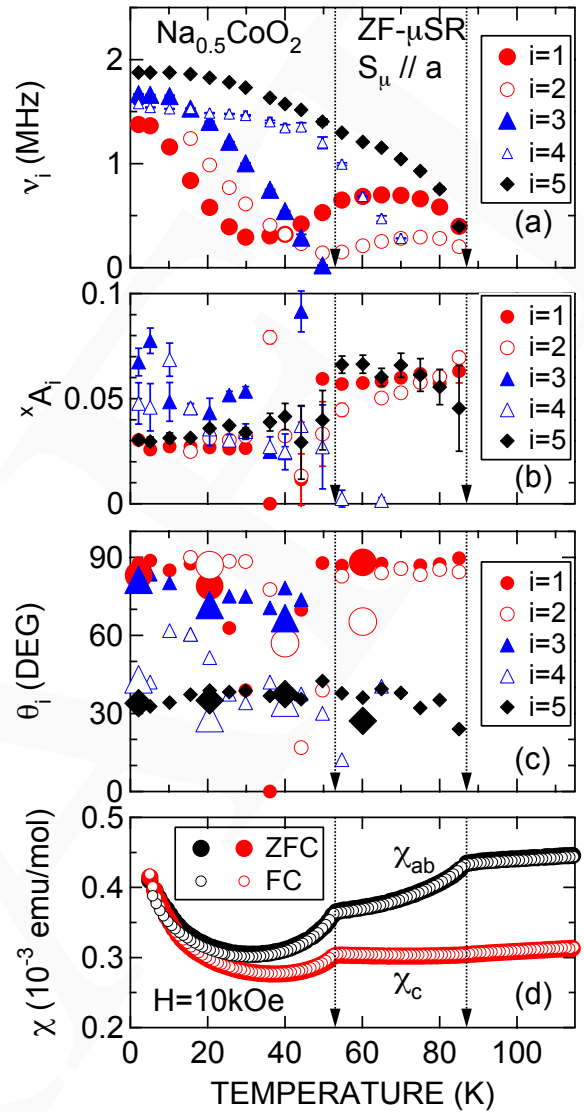 Na0.5CoO2
ZF-μSR
Sμ // a
i=1
i=2
i=3
i=4
i=5
2
1
0
νi (MHz)
(a)
0.1
0.05
0
xAi
i=1
i=2
i=3
i=4
i=5
(b)
90
60
30
0
θi (DEG)
i=1
i=2
i=3
i=4
i=5
(c)
0.5
0.4
0.3
0.2
χ (10-3 emu/mol)
ZFC
FC
χab
χc
H=10kOe
(d)
0 20 40 60 80 100
TEMPERATURE (K)